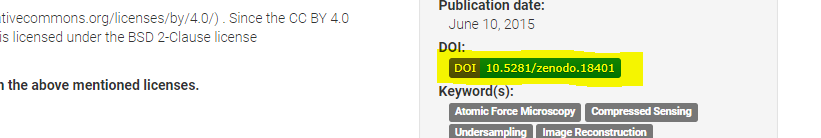 ativecommons.org/licenses/by/4.0/) . Since the CC BY 4.0
is licensed under the BSD 2-Clause license
n the above mentioned licenses.
Publication date:
June 10, 2015
DOI:
DOI 10.5281/zenodo.18401
Keyword(s):
Atomic Force Microscopy Compressed Sensing
Undersampling Image Reconstruction